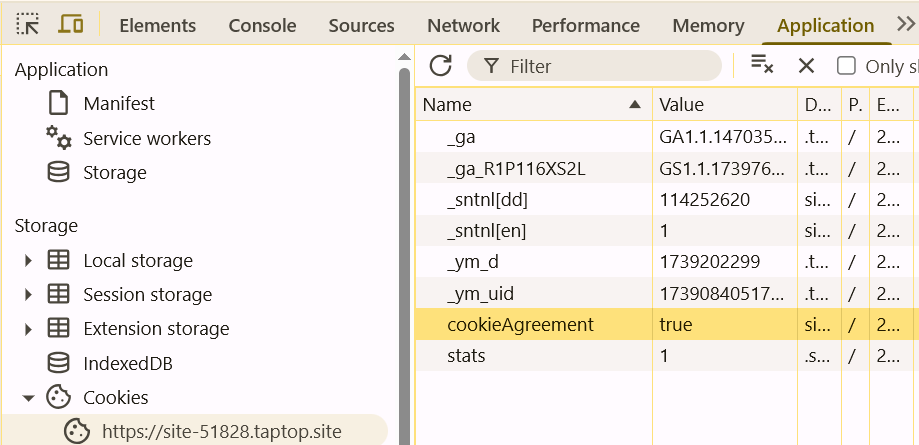 Elements Console Sources Network Performance Memory Application
Application
Manifest
Service workers
Storage
Storage
Local storage
Session storage
Extension storage
IndexedDB
Cookies
https://site-51828.taptop.site
Filter Only sh
Name Value D... P. E...
_ga GA1.1.147035... .t... / 2...
_ga_R1P116XS2L GS1.1.173976... .t... / 2...
_sntnl[dd] 114252620 si... / 2...
_sntnl[en] 1 si... / 2...
_ym_d 1739202299 .t... / 2...
_ym_uid 17390840517... .t... / 2...
cookieAgreement true si... / 2...
stats 1 .s... / 2...